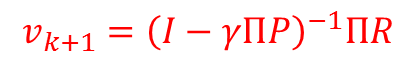 v_{k+1} = (I − γΠP)^{−1}ΠR